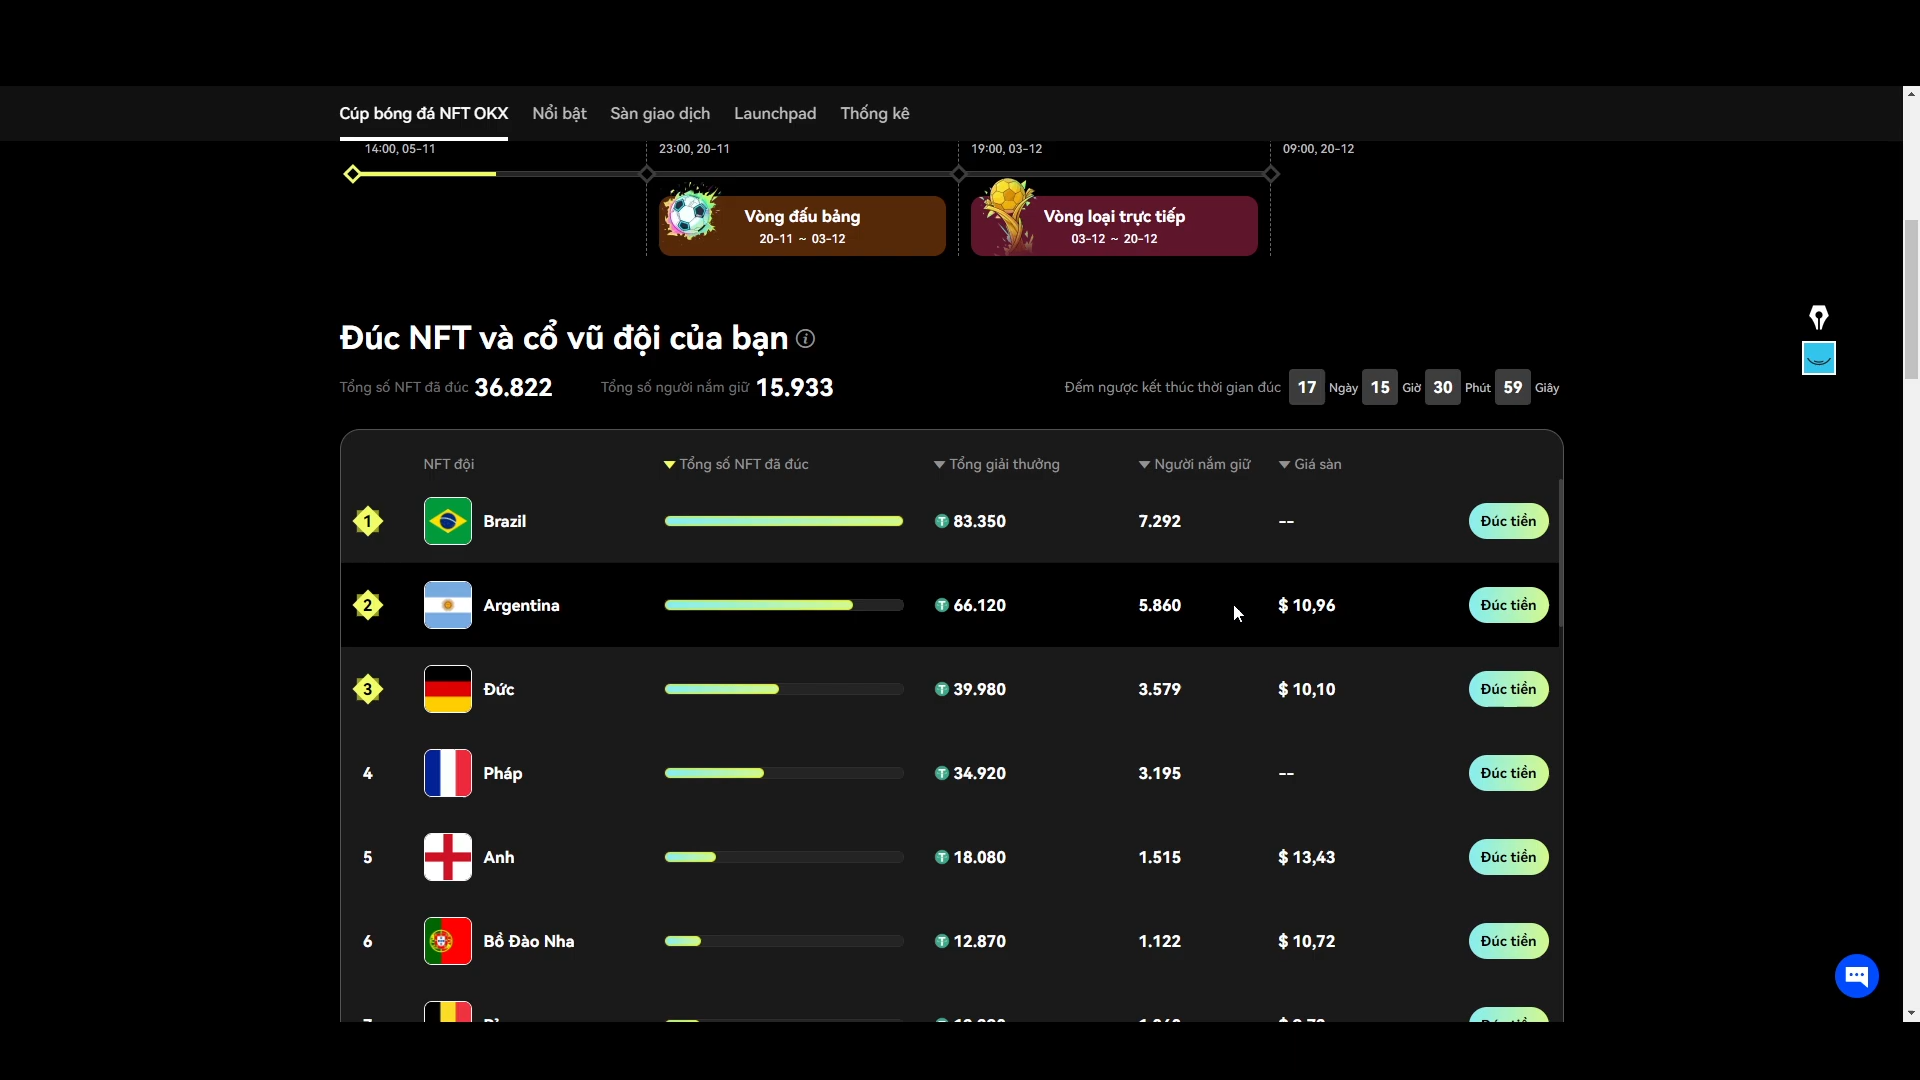 Cúp bóng đá NFT OKX Nổi bật Sàn giao dịch Launchpad Thống kê
14:00, 05-11 23:00, 20-11 19:00, 03-12 09:00, 20-12
Vòng đấu bảng Vòng loại trực tiếp
20-11 ~ 03-12 03-12 ~ 20-12
Đúc NFT và cổ vũ đội của bạn
Tổng số NFT đã đúc 36.822 Tổng số người nắm giữ 15.933 Đếm ngược kết thúc thời gian đúc 17 Ngày 15 Giờ 30 Phút 59 Giây
NFT đội Tổng số NFT đã đúc Tổng giải thưởng Người nắm giữ Giá sàn
1 Brazil 83.350 7.292 -- Đúc tiền
2 Argentina 66.120 5.860 $ 10,96 Đúc tiền
3 Đức 39.980 3.579 $ 10,10 Đúc tiền
4 Pháp 34.920 3.195 -- Đúc tiền
5 Anh 18.080 1.515 $ 13,43 Đúc tiền
6 Bồ Đào Nha 12.870 1.122 $ 10,72 Đúc tiền